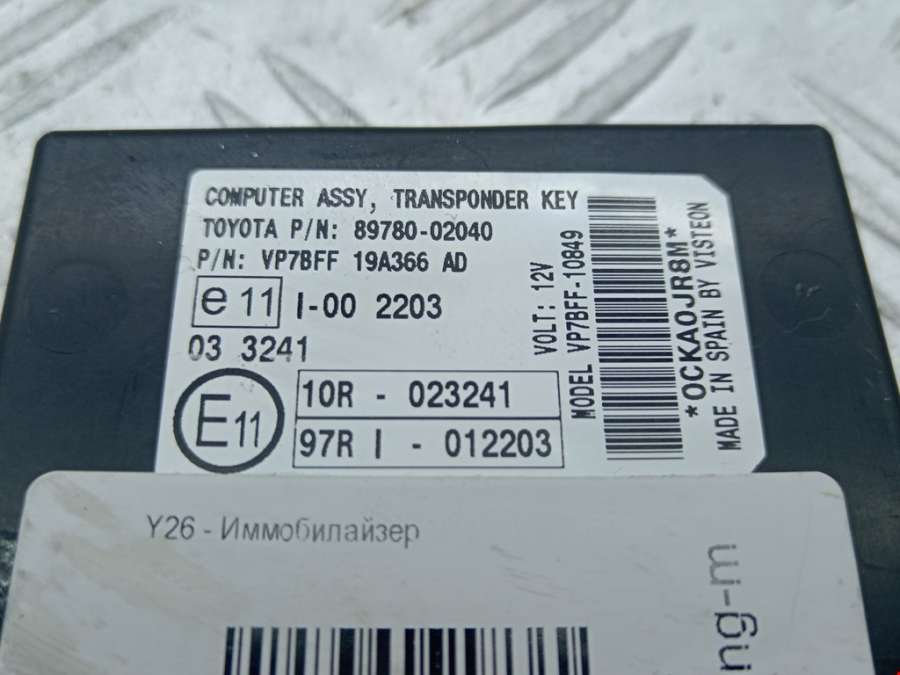 COMPUTER ASSY, TRANSPONDER KEY
TOYOTA P/N: 89780-02040
P/N: VP7BFF 19A366 AD
e 11 I-00 2203
03 3241
E11
10R - 023241
97R I - 012203
VOLT: 12V
MODEL VP7BFF-10849
*OCKA0JR8M*
MADE IN SPAIN BY VISTEON
Y26 - Иммобилайзер
ng-m